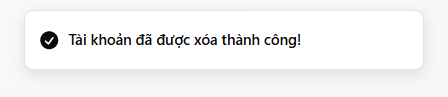 Tài khoản đã được xóa thành công!